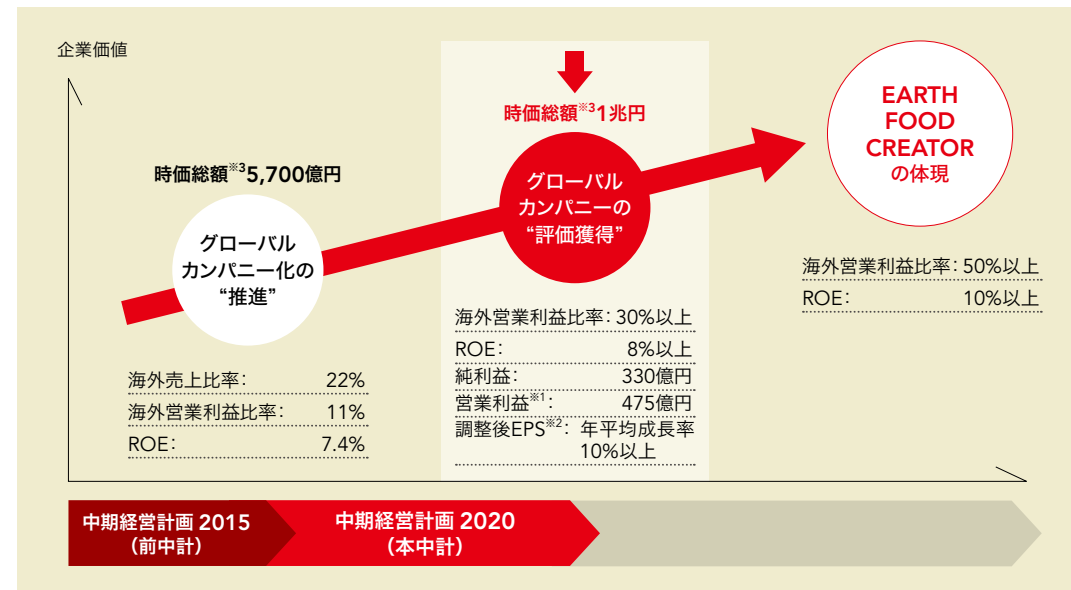 企業価値
時価総額※3 5,700億円
グローバル
カンパニー化の
“推進”
海外売上比率： 22%
海外営業利益比率： 11%
ROE： 7.4%
時価総額※3 1兆円
グローバル
カンパニーの
“評価獲得”
海外営業利益比率：30%以上
ROE： 8%以上
純利益： 330億円
営業利益※1： 475億円
調整後EPS※2： 年平均成長率
10%以上
EARTH
FOOD
CREATOR
の体現
海外営業利益比率：50%以上
ROE： 10%以上
中期経営計画 2015
（前中計）
中期経営計画 2020
（本中計）